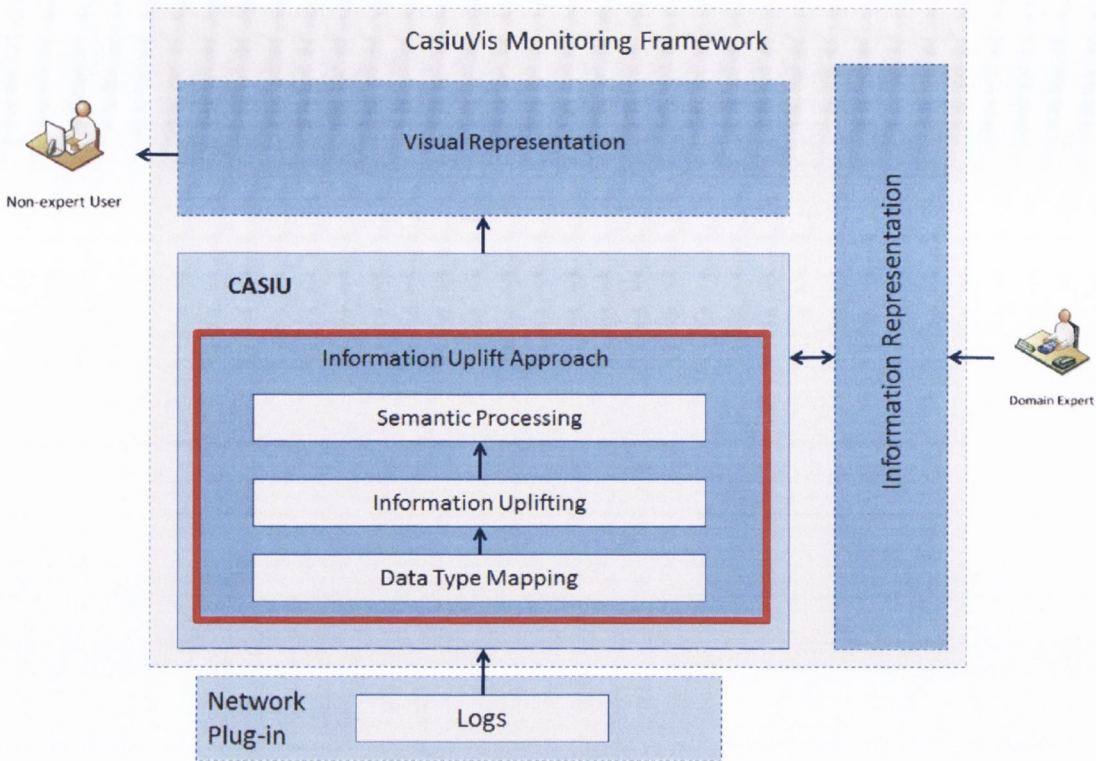 CasiuVis Monitoring Framework
Visual Representation
Non-expert User
CASIU
Information Uplift Approach
Semantic Processing
Information Uplifting
Data Type Mapping
Information Representation
Domain Expert
Network
Plug-in
Logs